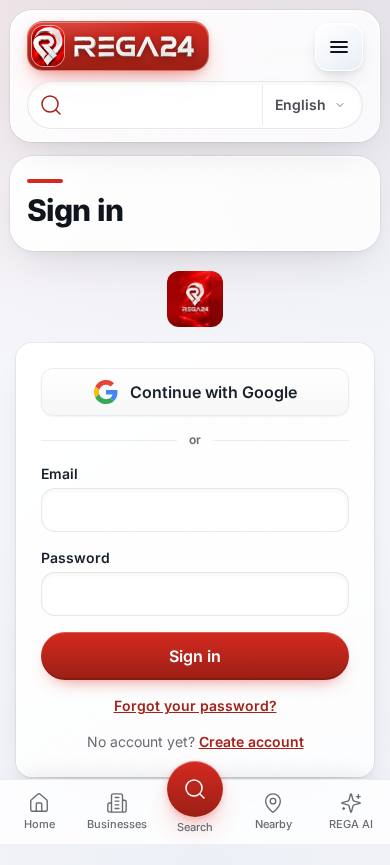 REGA24
English
Sign in
REGA24
Continue with Google
or
Email
Password
Sign in
Forgot your password?
No account yet? Create account
Home
Businesses
Search
Nearby
REGA AI